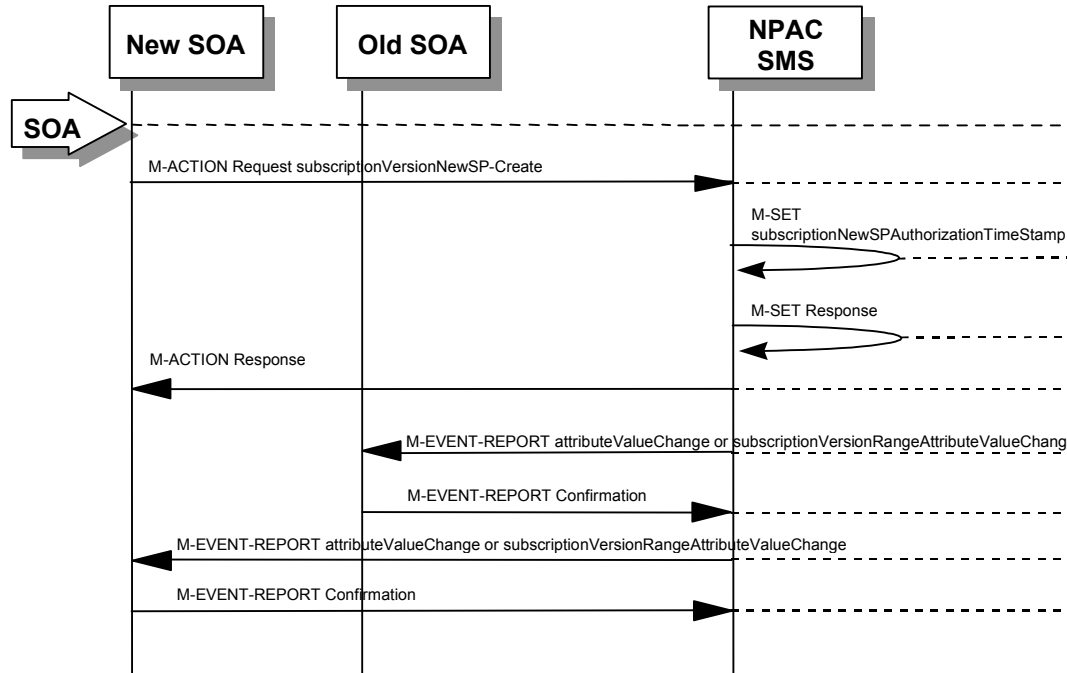 New SOA
Old SOA
NPAC
SMS
SOA
M-ACTION Request subscriptionVersionNewSP-Create
M-SET
subscriptionNewSPAuthorizationTimeStamp
M-SET Response
M-ACTION Response
M-EVENT-REPORT attributeValueChange or subscriptionVersionRangeAttributeValueChang
M-EVENT-REPORT Confirmation
M-EVENT-REPORT attributeValueChange or subscriptionVersionRangeAttributeValueChange
M-EVENT-REPORT Confirmation